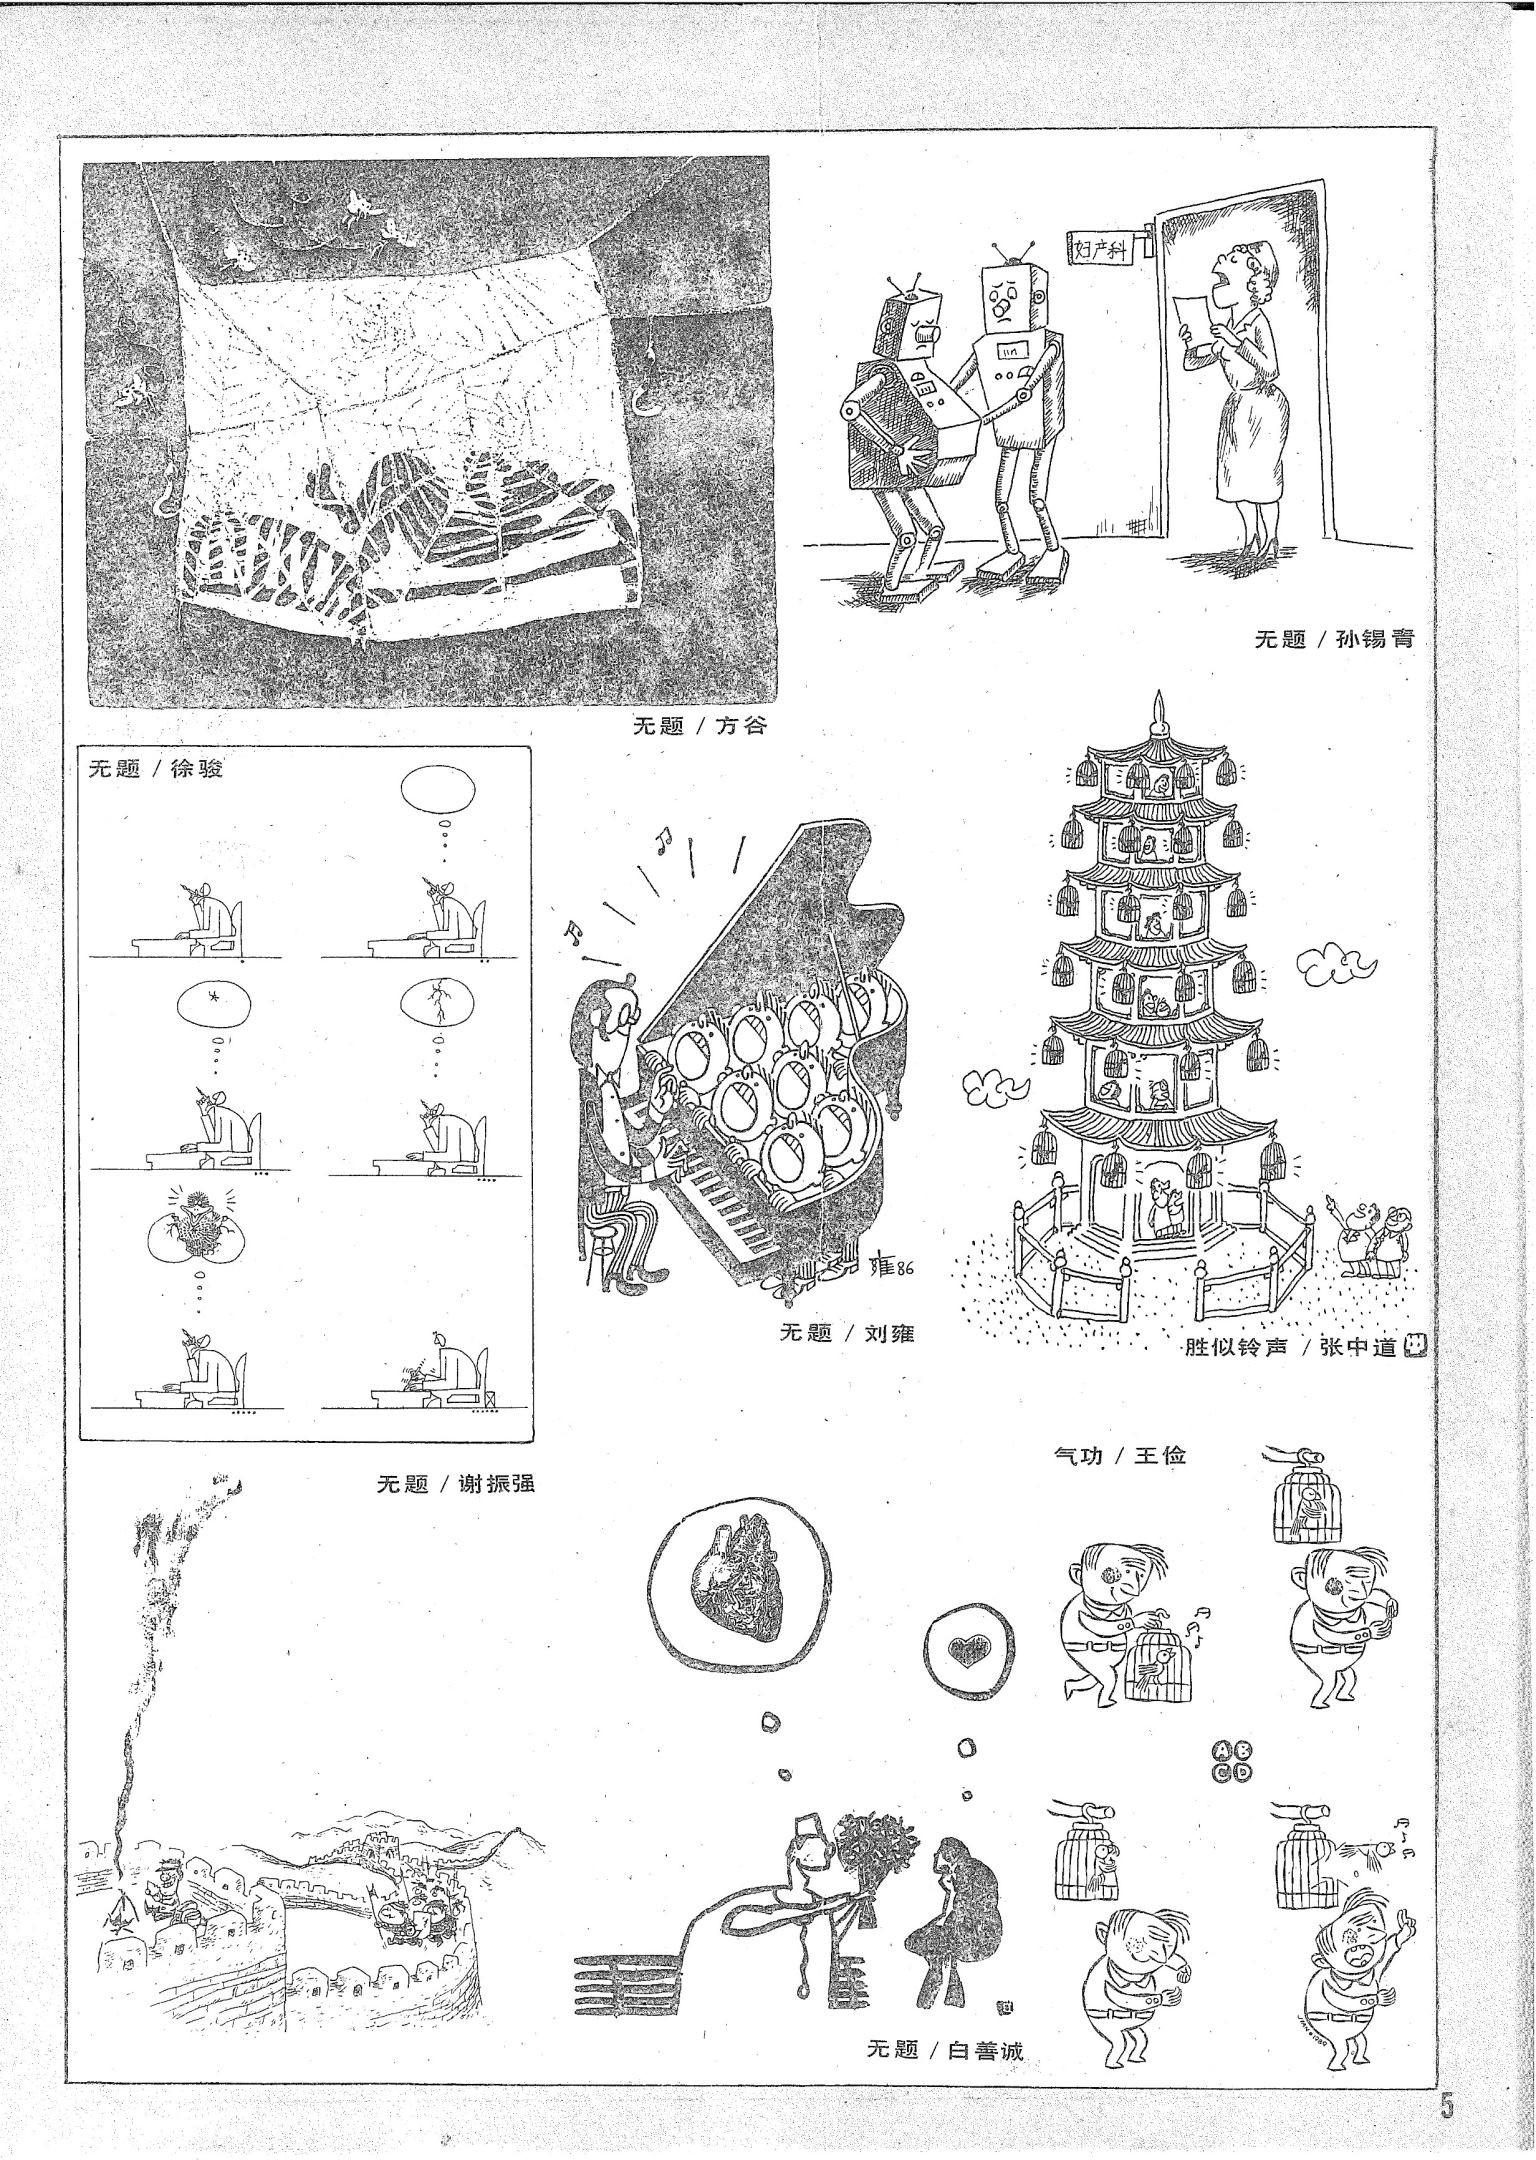 妇产科
无题 / 孙锡青
无题 / 方谷
无题 / 徐骏
雍86
无题 / 刘雍
胜似铃声 / 张中道
无题 / 谢振强
气功 / 王俭
A B
C D
无题 / 白善诚
5